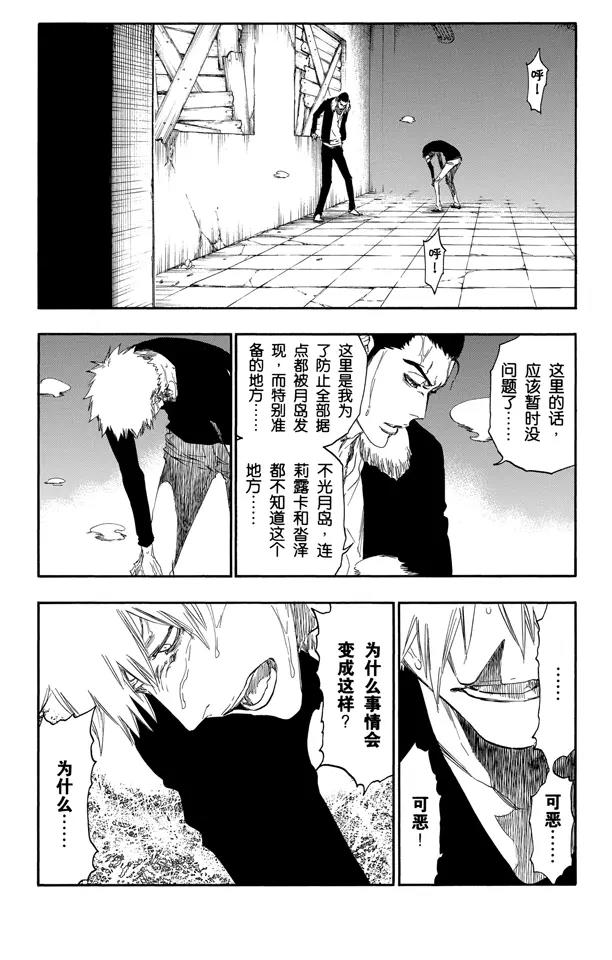 呼！
呼！
这里的话，
应该暂时没
问题了……
这里是我为
了防止全部据
点都被月岛发
现，而特别准
备的地方……
不光月岛，连
莉露卡和沓泽
都不知道这个
地方……
……
可恶……
可恶！
为什么事情会
变成这样？
为什么……